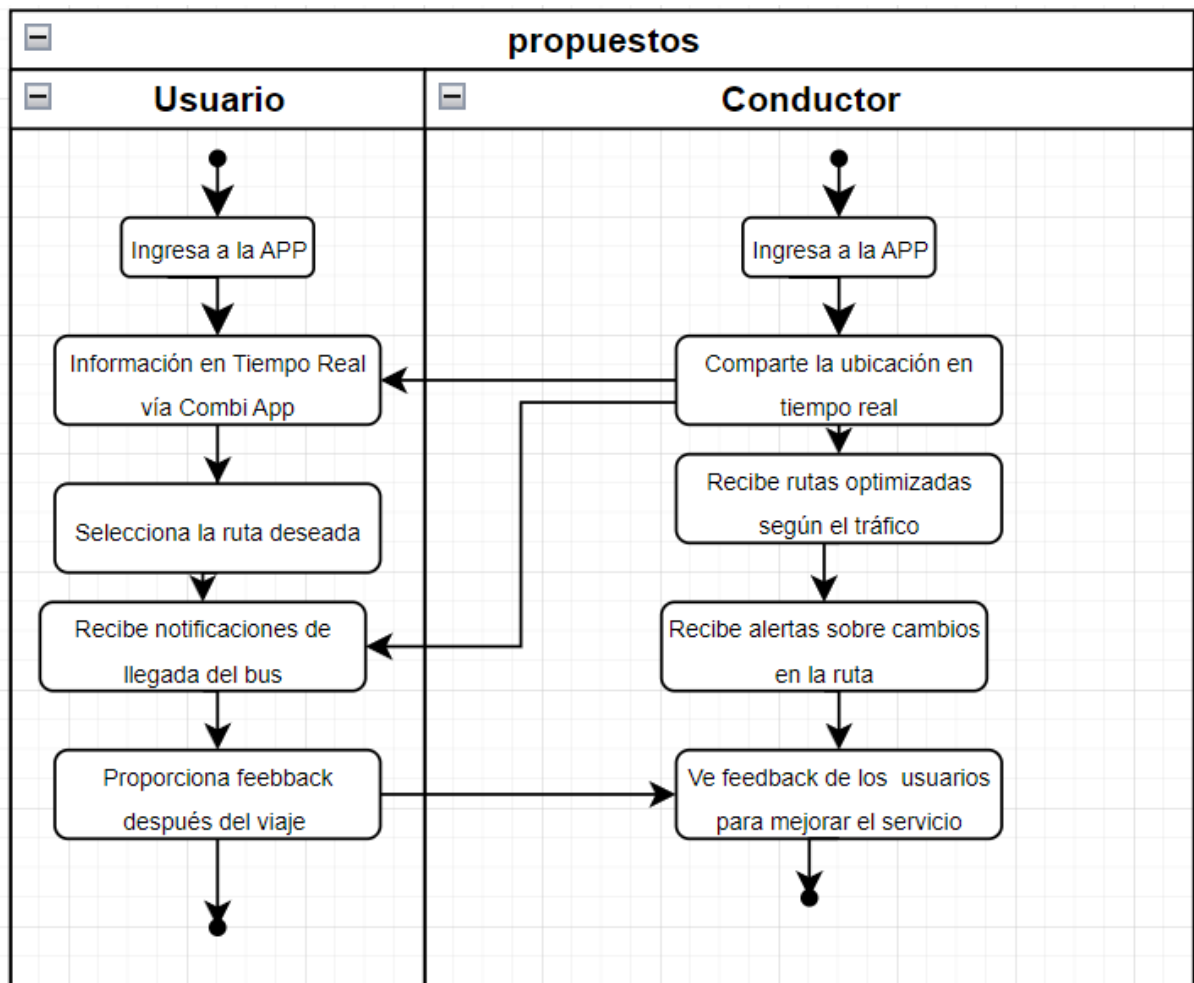 propuestos
Usuario
Conductor
Ingresa a la APP
Ingresa a la APP
Información en Tiempo Real
vía Combi App
Comparte la ubicación en
tiempo real
Recibe rutas optimizadas
según el tráfico
Selecciona la ruta deseada
Recibe notificaciones de
llegada del bus
Recibe alertas sobre cambios
en la ruta
Proporciona feebback
después del viaje
Ve feedback de los usuarios
para mejorar el servicio